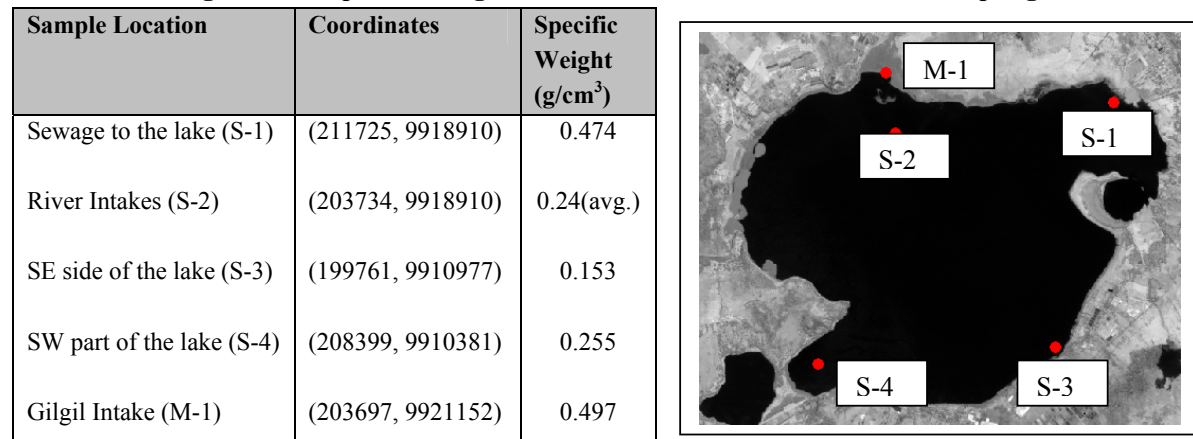 Sample Location Coordinates Specific Weight (g/cm³)
Sewage to the lake (S-1) (211725, 9918910) 0.474
River Intakes (S-2) (203734, 9918910) 0.24(avg.)
SE side of the lake (S-3) (199761, 9910977) 0.153
SW part of the lake (S-4) (208399, 9910381) 0.255
Gilgil Intake (M-1) (203697, 9921152) 0.497
M-1
S-1
S-2
S-4
S-3